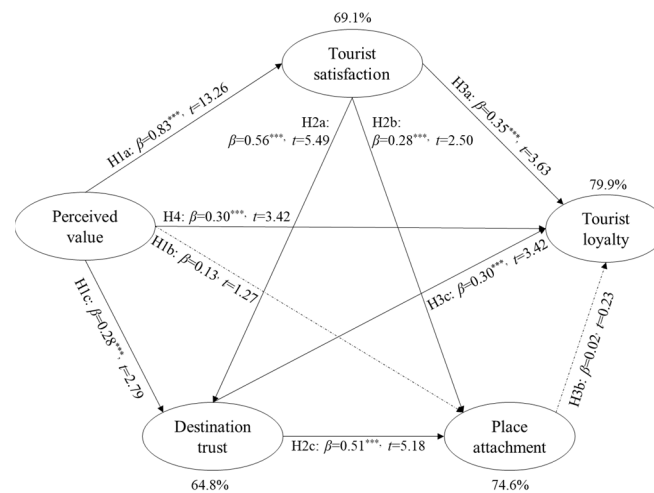 69.1%
Tourist
satisfaction
H1a: β=0.83***, t=13.26
H2a:
β=0.56***, t=5.49
H2b:
β=0.28***, t=2.50
H3a: β=0.35***, t=3.63
79.9%
Perceived
value
H4: β=0.30***, t=3.42
Tourist
loyalty
H1b: β=0.13, t=1.27
H3c: β=0.30***, t=3.42
H1c: β=0.28***, t=2.79
H3b: β=0.02, t=0.23
Destination
trust
H2c: β=0.51***, t=5.18
Place
attachment
64.8%
74.6%